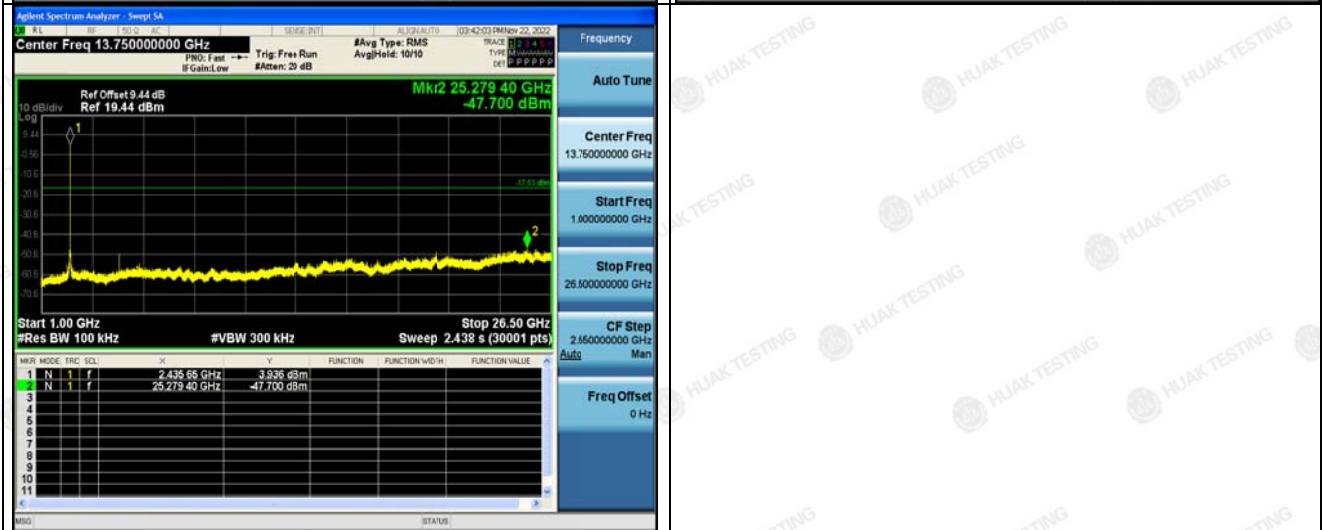 Agilent Spectrum Analyzer - Swept SA
RL RF 50 Ω AC SENSE:INT ALIGN AUTO 03:42:03 PM Nov 22, 2022
Center Freq 13.750000000 GHz
PNO: Fast
IFGain:Low
Trig: Free Run
#Atten: 20 dB
#Avg Type: RMS
Avg|Hold: 10/10
TRACE 1 2 3 4 5 6
TYPE
DET P P P P P P
Frequency
Auto Tune
Ref Offset 9.44 dB
Mkr2 25.279 40 GHz
10 dB/div Ref 19.44 dBm
-47.700 dBm
Log
9.44
-0.56
-10.6
-20.6
-30.6
-40.6
-50.6
-60.6
-70.6
1
-17.61 dBm
2
Center Freq
13.750000000 GHz
Start Freq
1.000000000 GHz
Stop Freq
26.500000000 GHz
Start 1.00 GHz
Stop 26.50 GHz
#Res BW 100 kHz #VBW 300 kHz Sweep 2.438 s (30001 pts)
CF Step
2.550000000 GHz
Auto Man
MKR MODE TRC SCL X Y FUNCTION FUNCTION WIDTH FUNCTION VALUE
1 N 1 f 2.435 65 GHz 3.936 dBm
2 N 1 f 25.279 40 GHz -47.700 dBm
3
4
5
6
7
8
9
10
11
Freq Offset
0 Hz
MSG STATUS
HUAK TESTING
HUAK TESTING
HUAK TESTING
HUAK TESTING
HUAK TESTING
HUAK TESTING
HUAK TESTING
HUAK TESTING
HUAK TESTING
HUAK TESTING